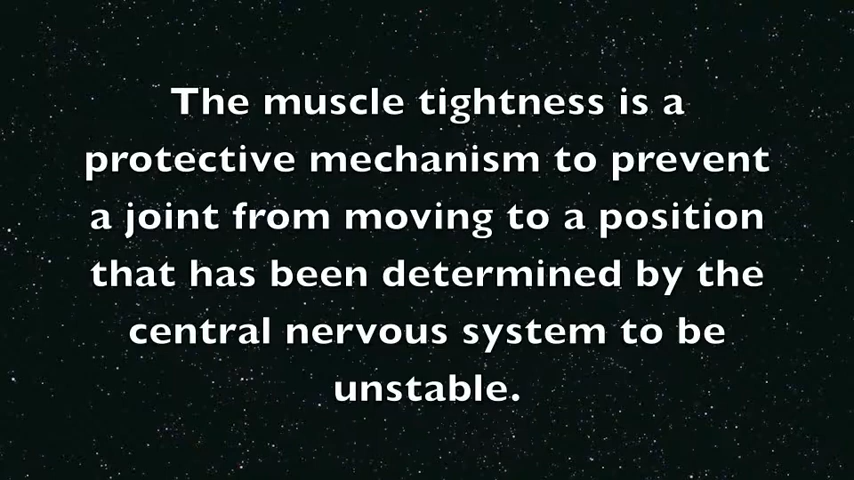 The muscle tightness is a
protective mechanism to prevent
a joint from moving to a position
that has been determined by the
central nervous system to be
unstable.